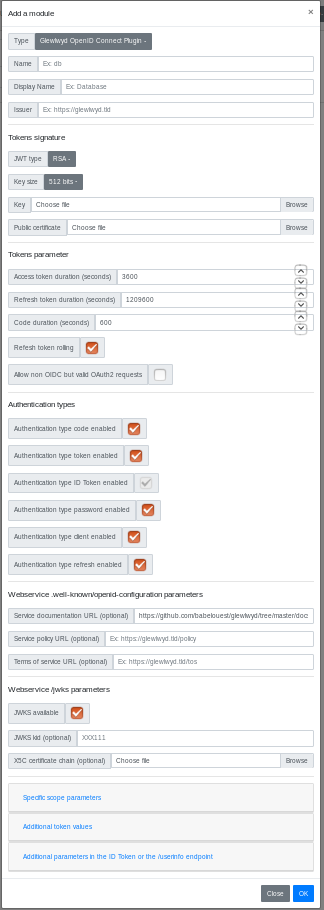 Add a module ×
Type Glewlwyd OpenID Connect Plugin -
Name Ex: db
Display Name Ex: Database
Issuer Ex: https://glewlwyd.tld
Tokens signature
JWT type RSA -
Key size 512 bits -
Key Choose file Browse
Public certificate Choose file Browse
Tokens parameter
Access token duration (seconds) 3600
Refresh token duration (seconds) 1209600
Code duration (seconds) 600
Refesh token rolling
Allow non OIDC but valid OAuth2 requests
Authentication types
Authentication type code enabled
Authentication type token enabled
Authentication type ID Token enabled
Authentication type password enabled
Authentication type client enabled
Authentication type refresh enabled
Webservice .well-known/openid-configuration parameters
Service documentation URL (optional) https://github.com/babelouest/glewlwyd/tree/master/doc
Service policy URL (optional) Ex: https://glewlwyd.tld/policy
Terms of service URL (optional) Ex: https://glewlwyd.tld/tos
Webservice /jwks parameters
JWKS available
JWKS kid (optional) XXX111
X5C certificate chain (optional) Choose file Browse
Specific scope parameters
Additional token values
Additional parameters in the ID Token or the /userinfo endpoint
Close OK